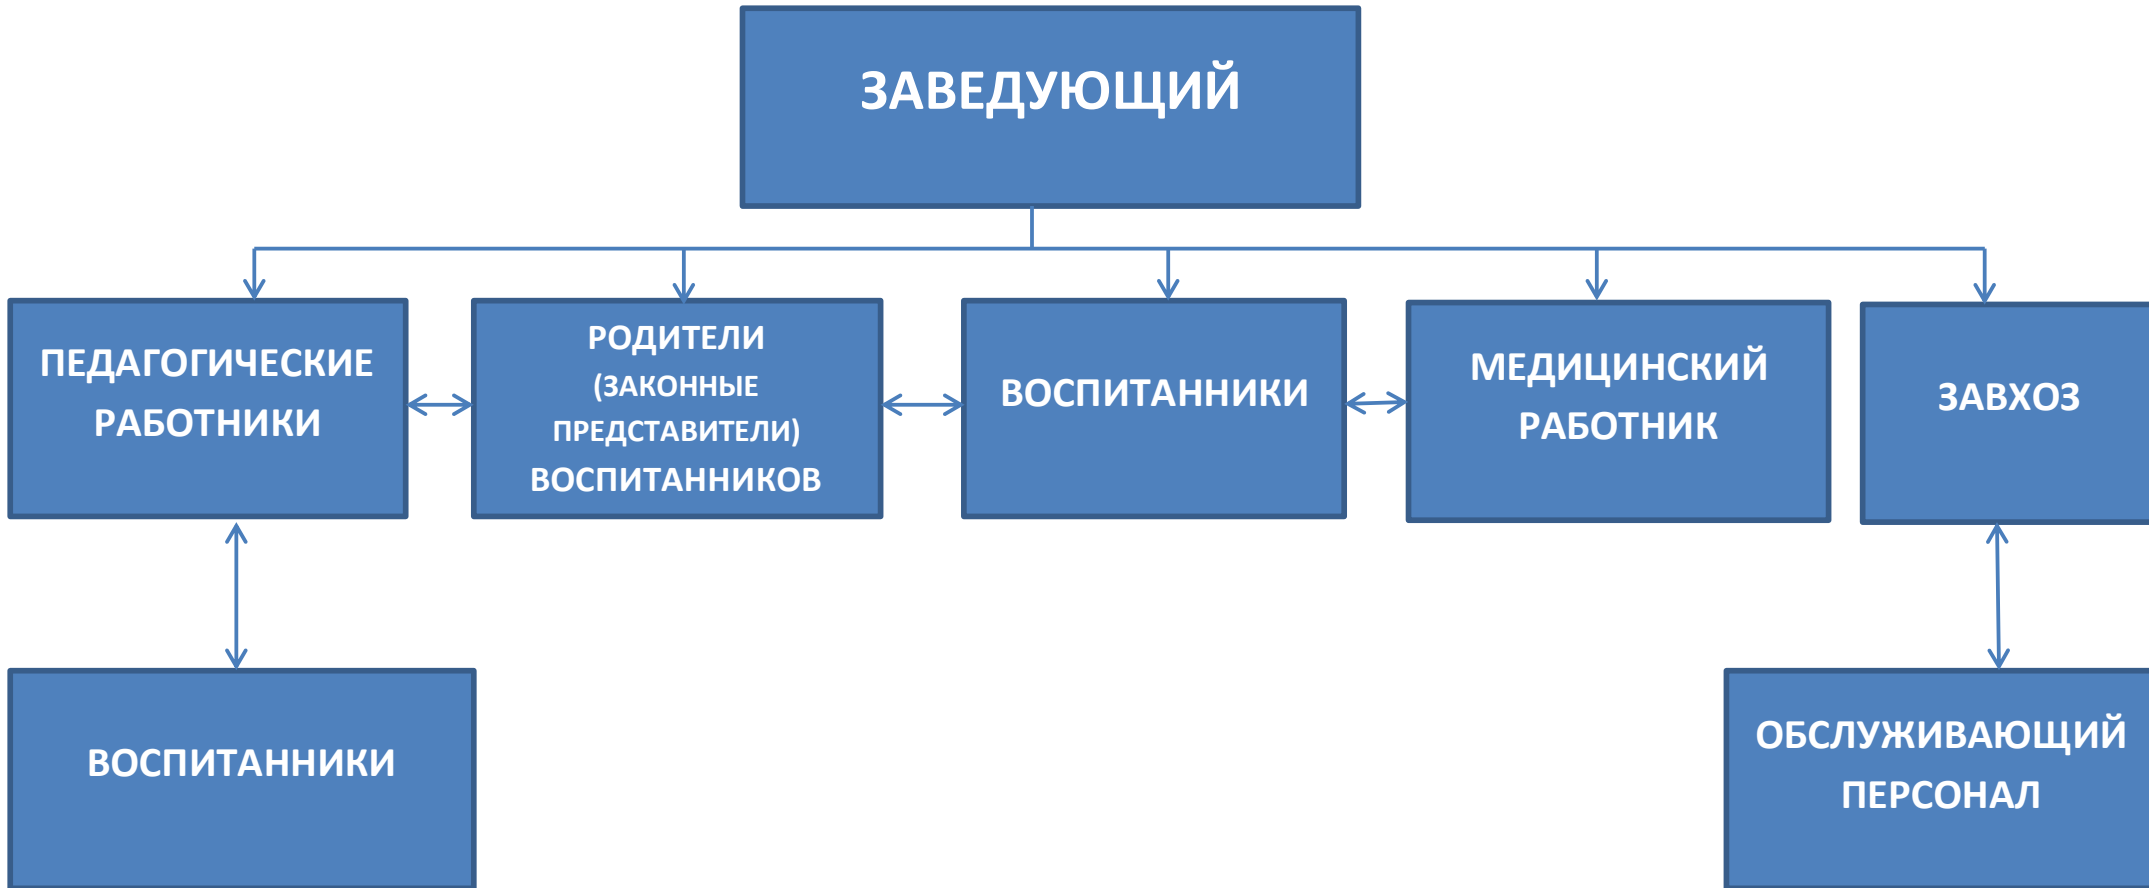 ЗАВЕДУЮЩИЙ
ПЕДАГОГИЧЕСКИЕ
РАБОТНИКИ
РОДИТЕЛИ
(ЗАКОННЫЕ
ПРЕДСТАВИТЕЛИ)
ВОСПИТАННИКОВ
ВОСПИТАННИКИ
МЕДИЦИНСКИЙ
РАБОТНИК
ЗАВХОЗ
ВОСПИТАННИКИ
ОБСЛУЖИВАЮЩИЙ
ПЕРСОНАЛ